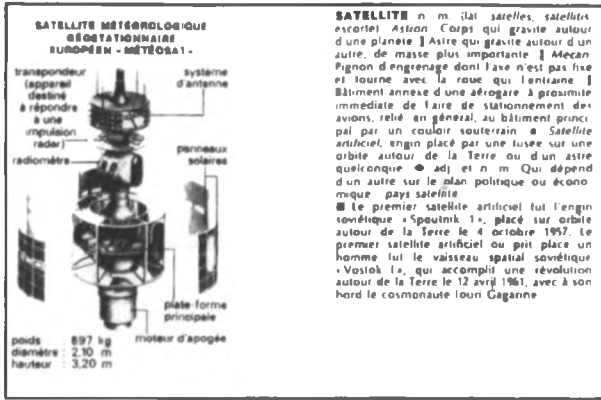 SATELLITE MÉTÉOROLOGIQUE
GÉOSTATIONNAIRE
EUROPÉEN - MÉTÉOSAT -
transpondeur
(appareil
destiné
à répondre
à une
impulsion
radar)
radiomètre
système
d'antenne
panneaux
solaires
plate-forme
principale
moteur d'apogée
poids : 697 kg
diamètre : 2,10 m
hauteur : 3,20 m
SATELLITE n m. (lat satelles, satellitis
escorte) Astron Corps qui gravite autour
d'une planète ‖ Astre qui gravite autour d'un
autre, de masse plus importante ‖ Mécan
Pignon d'engrenage dont l'axe n'est pas fixe
et tourne avec la roue qui l'entraîne ‖
Bâtiment annexe d'une aérogare à proximité
immédiate de l'aire de stationnement des
avions, relié en général, au bâtiment princi
pal par un couloir souterrain ● Satellite
artificiel, engin placé par une fusée sur une
orbite autour de la Terre ou d'un astre
quelconque ◆ adj et n m Qui dépend
d'un autre sur le plan politique ou écono
mique pays satellite
■ Le premier satellite artificiel fut l'engin
soviétique «Spoutnik 1», placé sur orbite
autour de la Terre le 4 octobre 1957. Le
premier satellite artificiel où prit place un
homme fut le vaisseau spatial soviétique
«Vostok 1», qui accomplit une révolution
autour de la Terre le 12 avril 1961, avec à son
bord le cosmonaute Iouri Gagarine